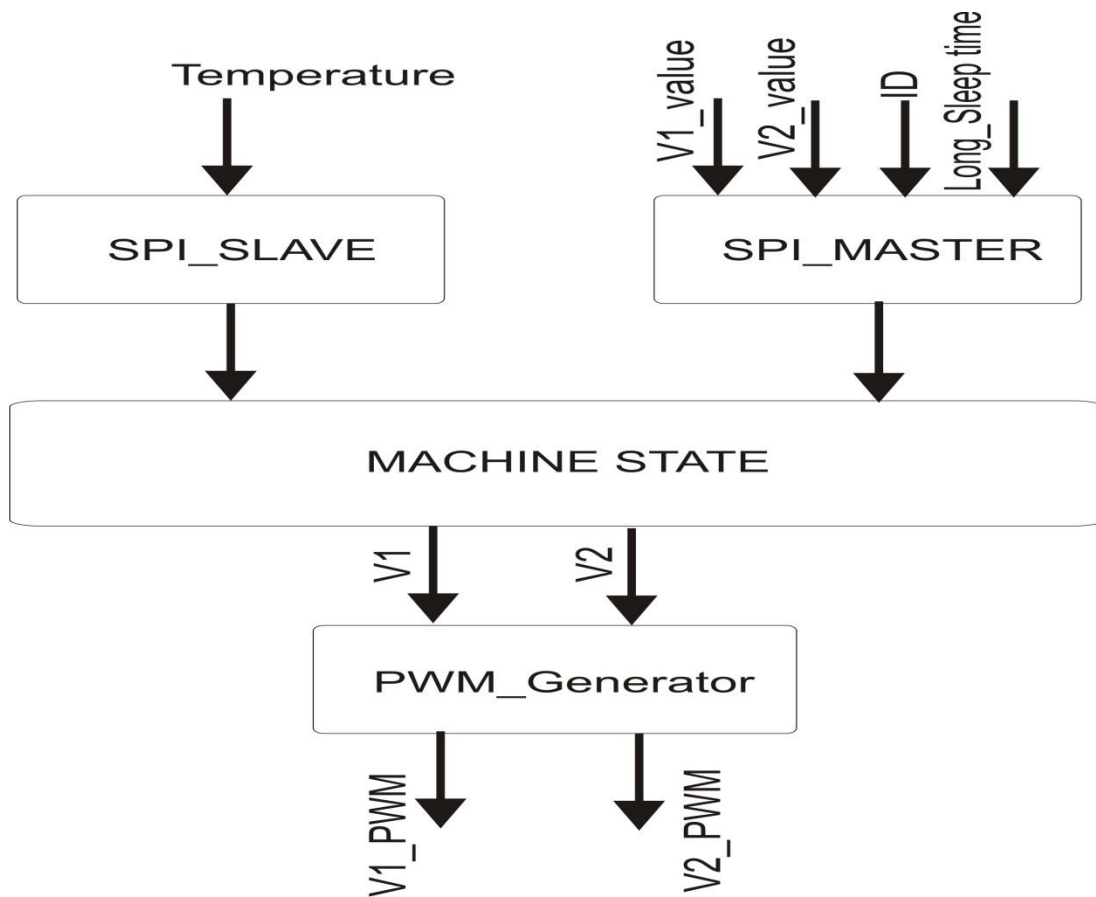 Temperature
V1_value
V2_value
ID
Long_Sleep time
SPI_SLAVE
SPI_MASTER
MACHINE STATE
V1
V2
PWM_Generator
V1_PWM
V2_PWM